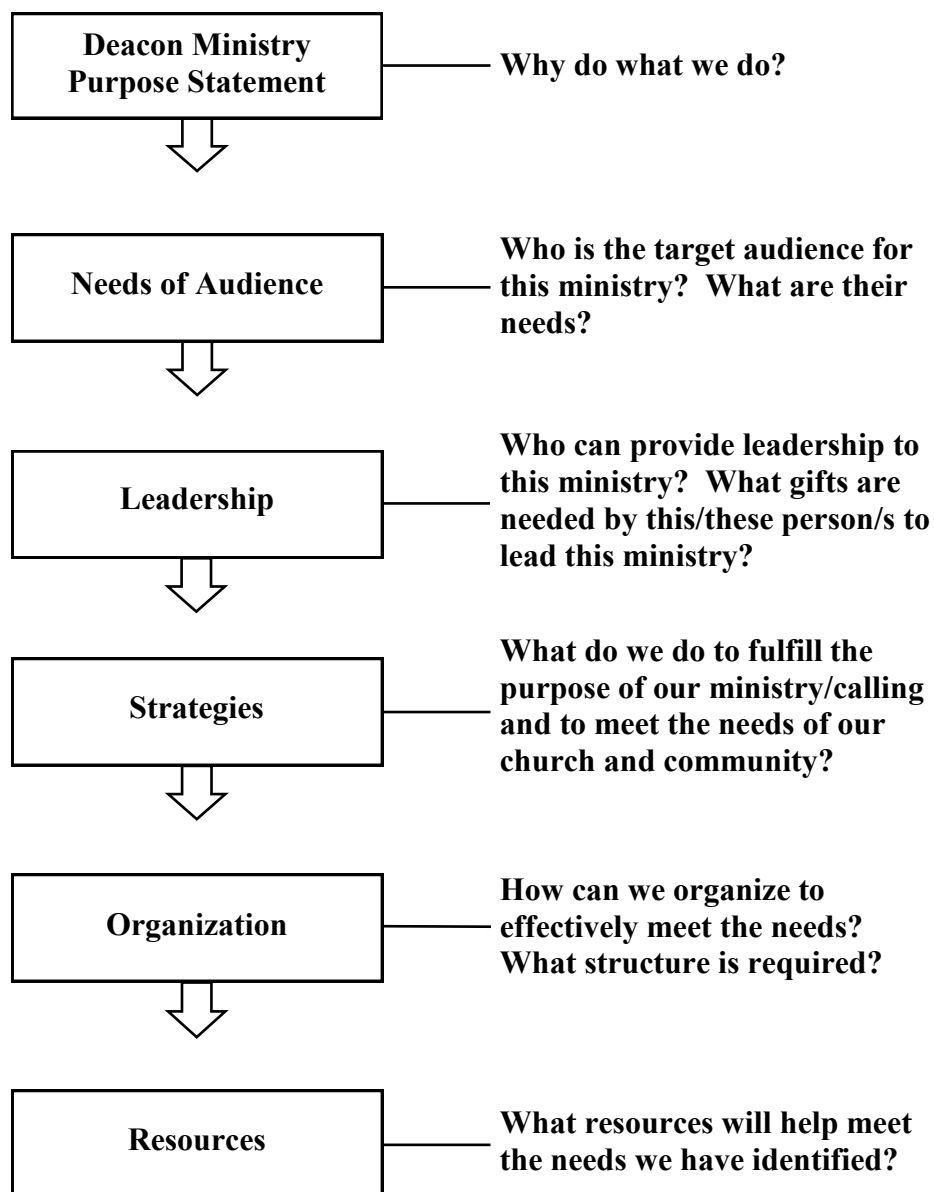 Deacon Ministry
Purpose Statement
Why do what we do?
Needs of Audience
Who is the target audience for
this ministry?  What are their
needs?
Leadership
Who can provide leadership to
this ministry?  What gifts are
needed by this/these person/s to
lead this ministry?
Strategies
What do we do to fulfill the
purpose of our ministry/calling
and to meet the needs of our
church and community?
Organization
How can we organize to
effectively meet the needs?
What structure is required?
Resources
What resources will help meet
the needs we have identified?